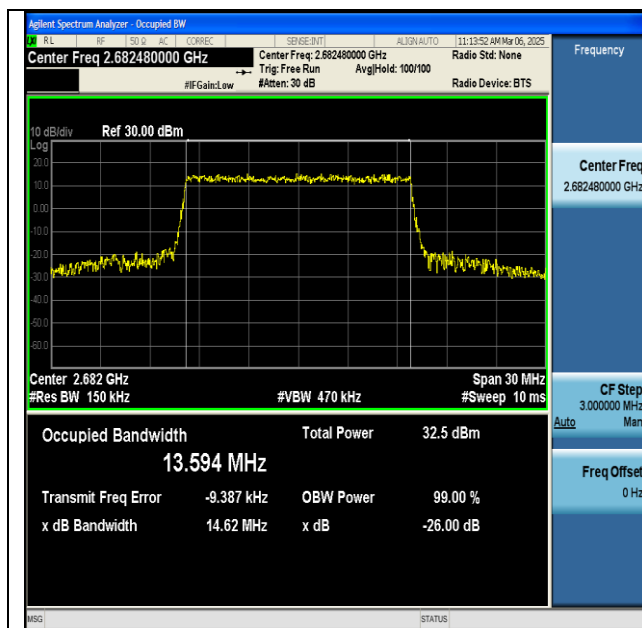 Agilent Spectrum Analyzer - Occupied BW
RL RF 50 Ω AC CORREC SENSE:INT ALIGN AUTO 11:13:52 AM Mar 06, 2025
Center Freq 2.682480000 GHz Center Freq: 2.682480000 GHz Radio Std: None Frequency
Trig: Free Run Avg|Hold: 100/100
#IFGain:Low #Atten: 30 dB Radio Device: BTS
10 dB/div Ref 30.00 dBm
Log
20.0
10.0
0.00
-10.0
-20.0
-30.0
-40.0
-50.0
-60.0
Center Freq
2.682480000 GHz
Center 2.682 GHz Span 30 MHz
#Res BW 150 kHz #VBW 470 kHz #Sweep 10 ms
CF Step
3.000000 MHz
Auto Man
Occupied Bandwidth Total Power 32.5 dBm
13.594 MHz
Transmit Freq Error -9.387 kHz OBW Power 99.00 %
x dB Bandwidth 14.62 MHz x dB -26.00 dB
Freq Offset
0 Hz
MSG STATUS